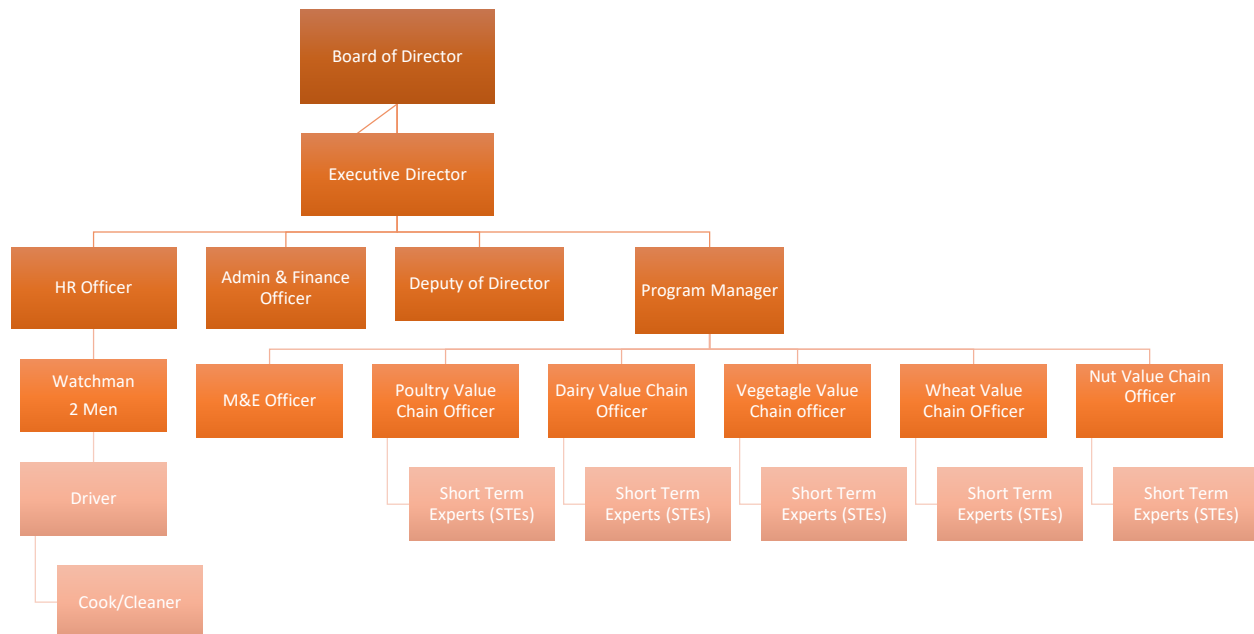 Board of Director
Executive Director
HR Officer
Admin & Finance
Officer
Deputy of Director
Program Manager
Watchman
2 Men
M&E Officer
Poultry Value
Chain Officer
Dairy Value Chain
Officer
Vegetagle Value
Chain officer
Wheat Value
Chain OFficer
Nut Value Chain
Officer
Driver
Short Term
Experts (STEs)
Short Term
Experts (STEs)
Short Term
Experts (STEs)
Short Term
Experts (STEs)
Short Term
Experts (STEs)
Cook/Cleaner